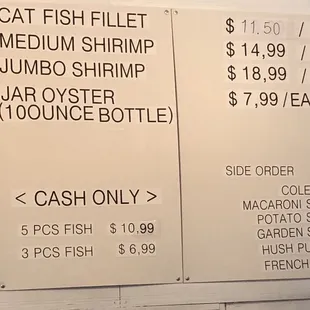 CAT FISH FILLET $ 11.50 /
MEDIUM SHIRIMP $ 14,99 /
JUMBO SHIRIMP $ 18,99 /
JAR OYSTER $ 7,99 /EA
(10OUNCE BOTTLE)
< CASH ONLY >
5 PCS FISH $ 10,99
3 PCS FISH $ 6,99
SIDE ORDER
COLE
MACARONI S
POTATO S
GARDEN S
HUSH PU
FRENCH